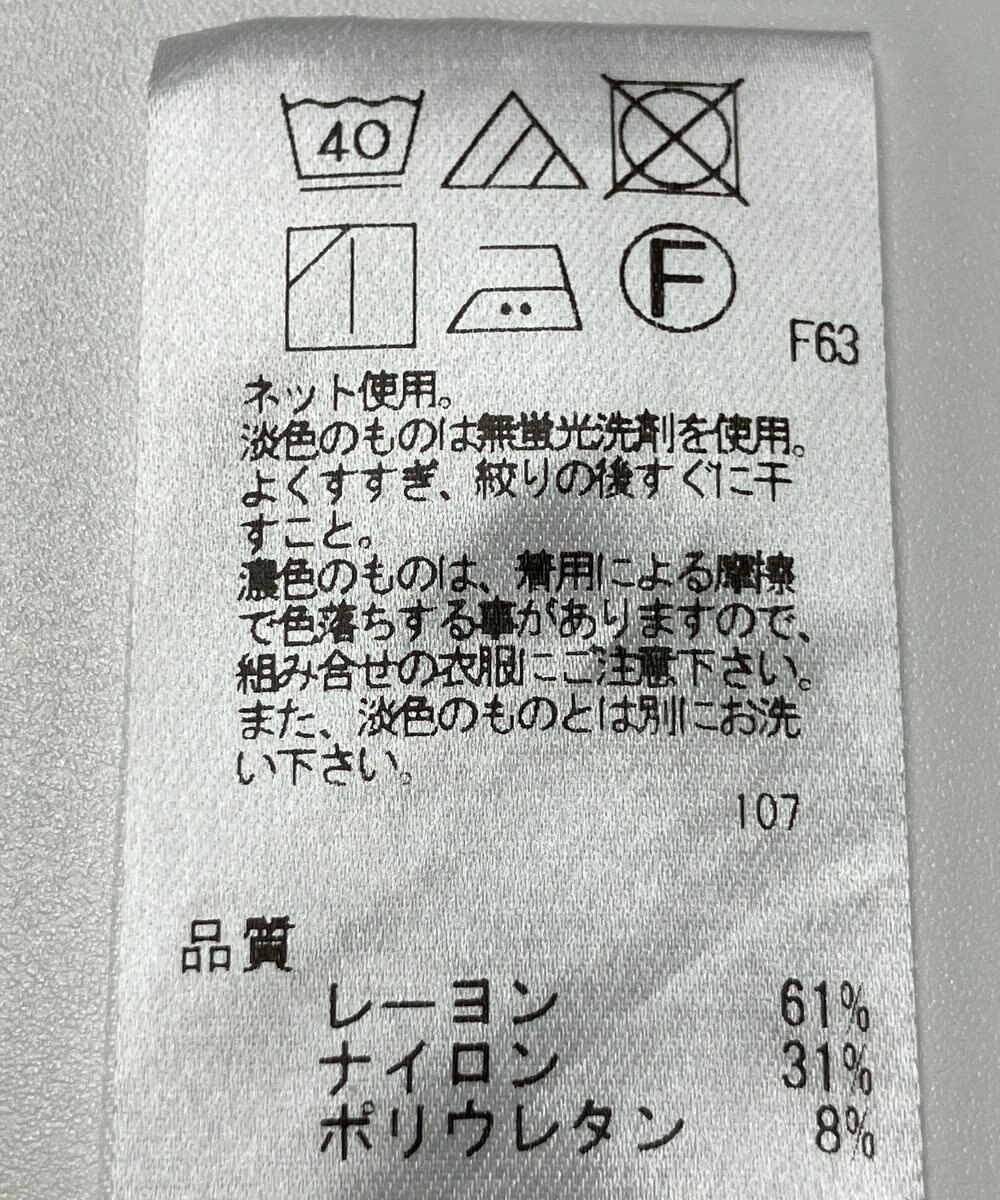 40
F
F63
ネット使用。
淡色のものは無蛍光洗剤を使用。
よくすすぎ、絞りの後すぐに干
すこと。
濃色のものは、着用による摩擦
で色落ちする事がありますので、
組み合せの衣服にご注意下さい。
また、淡色のものとは別にお洗
い下さい。
107
品質
レーヨン 61%
ナイロン 31%
ポリウレタン 8%